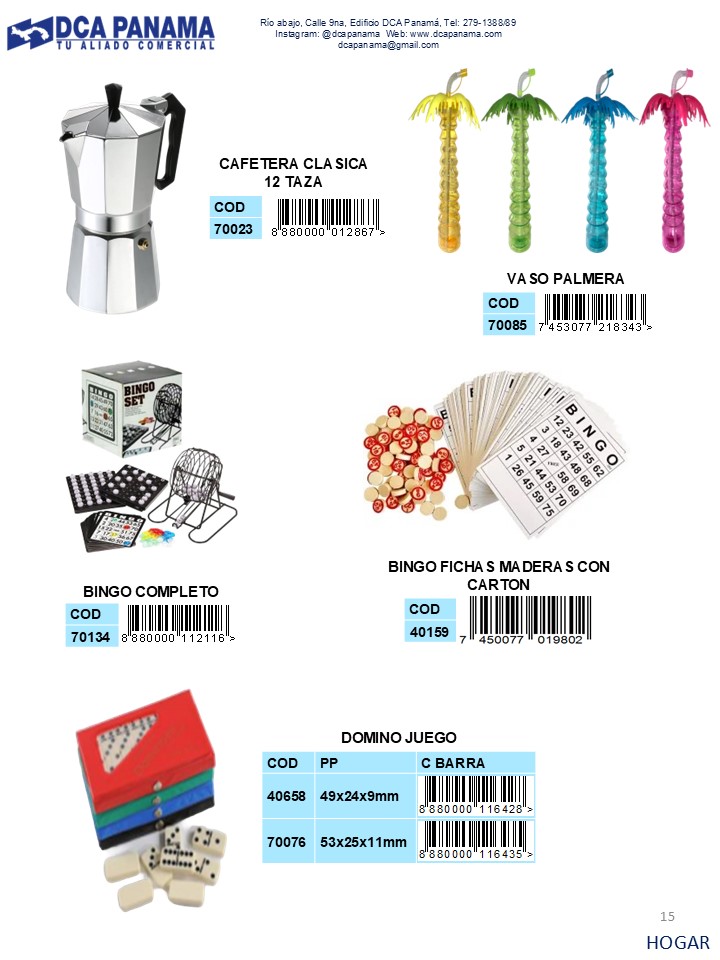 DCA PANAMA
TU ALIADO COMERCIAL
Río abajo, Calle 9na, Edificio DCA Panamá, Tel: 279-1388/89
Instagram: @dcapanama Web: www.dcapanama.com
dcapanama@gmail.com
CAFETERA CLASICA
12 TAZA
COD
70023
8 880000 012867 >
VASO PALMERA
COD
70085
7 453077 218343 >
BINGO
SET
BINGO
BINGO COMPLETO
COD
70134
8 880000 112116 >
BINGO
BINGO FICHAS MADERAS CON
CARTON
COD
40159
7 450077 019802
DOMINO JUEGO
COD PP C BARRA
40658 49x24x9mm
8 880000 116428 >
70076 53x25x11mm
8 880000 116435 >
15
HOGAR